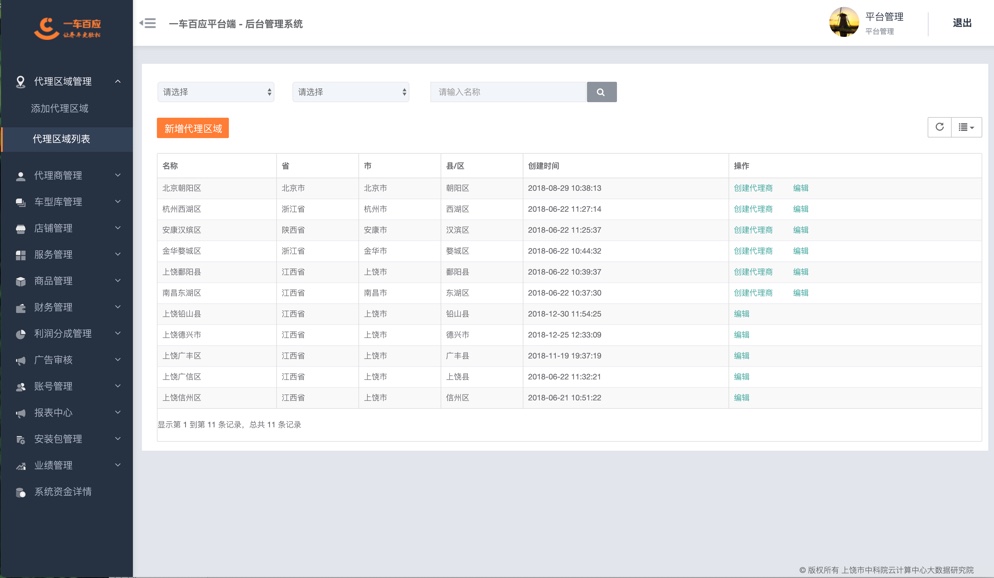 一车百应
让养车更轻松
一车百应平台端 - 后台管理系统
平台管理
平台管理
退出
代理区域管理
添加代理区域
代理区域列表
代理商管理
车型库管理
店铺管理
服务管理
商品管理
财务管理
利润分成管理
广告审核
账号管理
报表中心
安装包管理
业绩管理
系统资金详情
请选择 请选择 请输入名称
新增代理区域
名称 省 市 县/区 创建时间 操作
北京朝阳区 北京市 北京市 朝阳区 2018-08-29 10:38:13 创建代理商 编辑
杭州西湖区 浙江省 杭州市 西湖区 2018-06-22 11:27:14 创建代理商 编辑
安康汉缤区 陕西省 安康市 汉滨区 2018-06-22 11:25:37 创建代理商 编辑
金华婺城区 浙江省 金华市 婺城区 2018-06-22 10:44:32 创建代理商 编辑
上饶鄱阳县 江西省 上饶市 鄱阳县 2018-06-22 10:39:37 创建代理商 编辑
南昌东湖区 江西省 南昌市 东湖区 2018-06-22 10:37:30 创建代理商 编辑
上饶铅山县 江西省 上饶市 铅山县 2018-12-30 11:54:25 编辑
上饶德兴市 江西省 上饶市 德兴市 2018-12-25 12:33:09 编辑
上饶广丰区 江西省 上饶市 广丰县 2018-11-19 19:37:19 编辑
上饶广信区 江西省 上饶市 上饶县 2018-06-22 11:32:21 编辑
上饶信州区 江西省 上饶市 信州区 2018-06-21 10:51:22 编辑
显示第 1 到第 11 条记录，总共 11 条记录
© 版权所有 上饶市中科院云计算中心大数据研究院